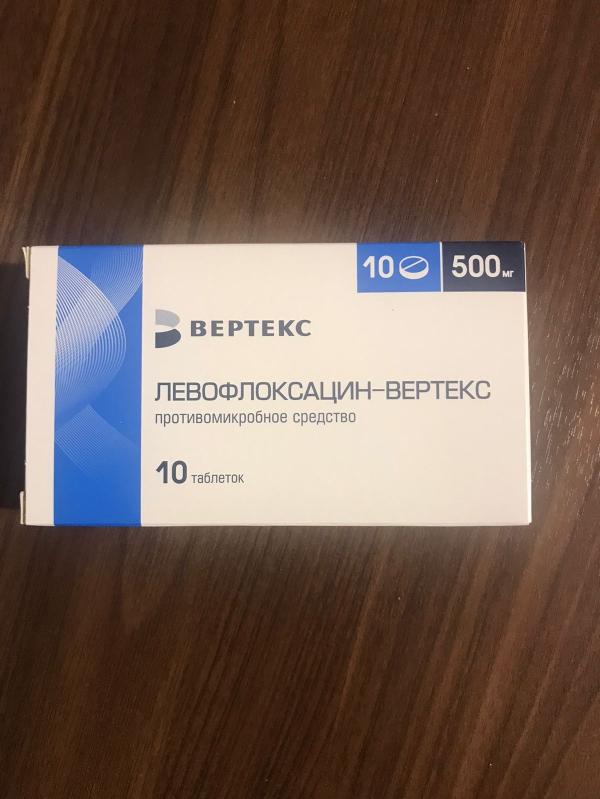 10 500 мг
ВЕРТЕКС
ЛЕВОФЛОКСАЦИН-ВЕРТЕКС
противомикробное средство
10 таблеток